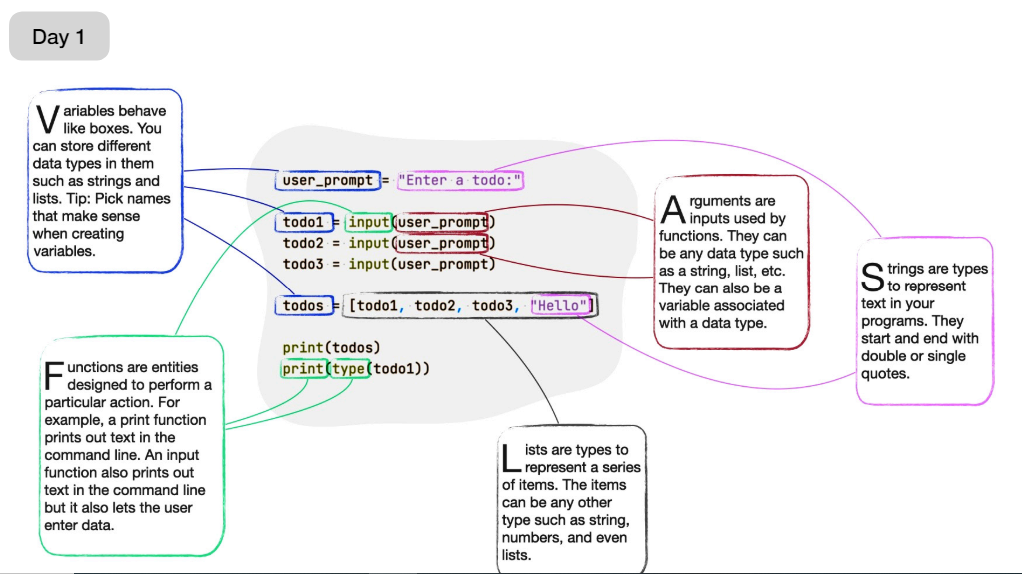 Day 1
Variables behave
like boxes. You
can store different
data types in them
such as strings and
lists. Tip: Pick names
that make sense
when creating
variables.
user_prompt = "Enter a todo:"
todo1 = input(user_prompt)
todo2 = input(user_prompt)
todo3 = input(user_prompt)
todos = [todo1, todo2, todo3, "Hello"]
print(todos)
print(type(todo1))
Arguments are
inputs used by
functions. They can
be any data type such
as a string, list, etc.
They can also be a
variable associated
with a data type.
Strings are types
to represent
text in your
programs. They
start and end with
double or single
quotes.
Functions are entities
designed to perform a
particular action. For
example, a print function
prints out text in the
command line. An input
function also prints out
text in the command line
but it also lets the user
enter data.
Lists are types to
represent a series
of items. The items
can be any other
type such as string,
numbers, and even
lists.